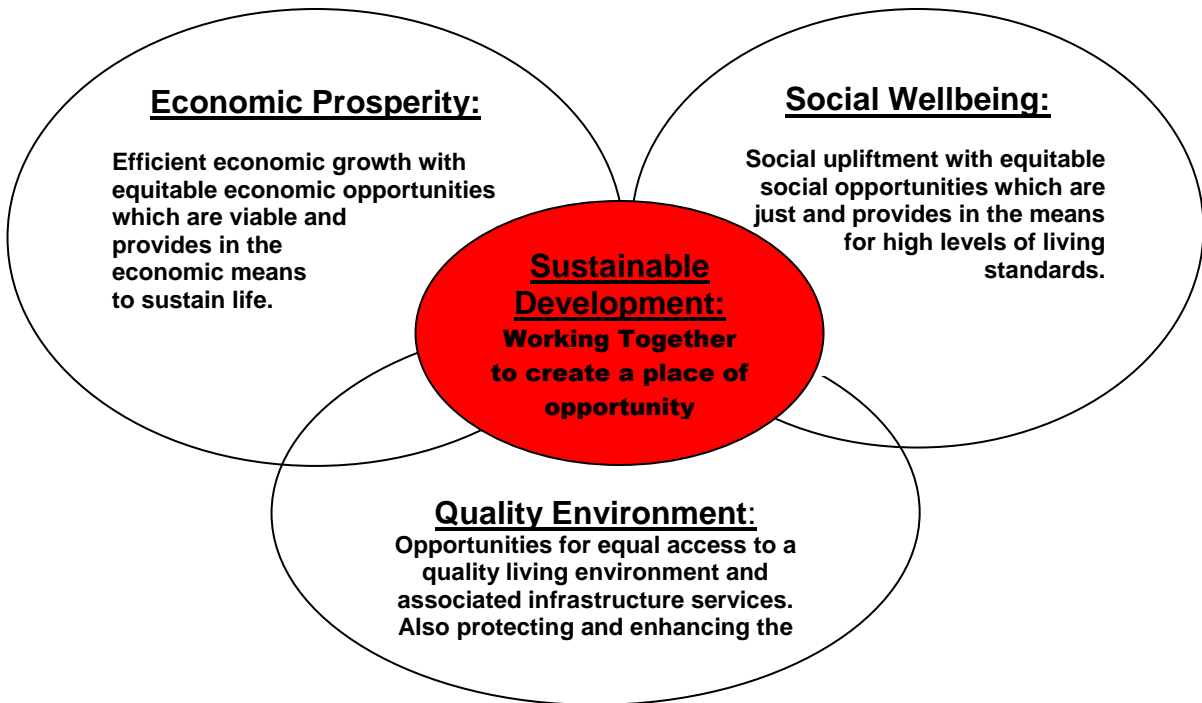 Economic Prosperity:
Efficient economic growth with
equitable economic opportunities
which are viable and
provides in the
economic means
to sustain life.
Social Wellbeing:
Social upliftment with equitable
social opportunities which are
just and provides in the means
for high levels of living
standards.
Sustainable
Development:
Working Together
to create a place of
opportunity
Quality Environment:
Opportunities for equal access to a
quality living environment and
associated infrastructure services.
Also protecting and enhancing the